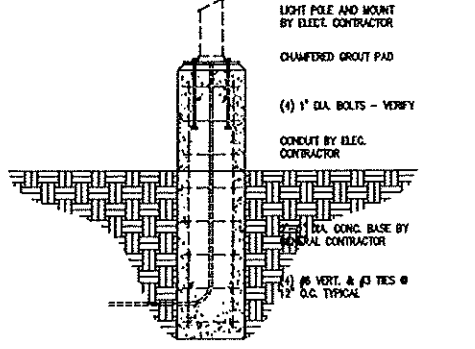 LIGHT POLE AND MOUNT
BY ELECT. CONTRACTOR
CHAMFERED GROUT PAD
(4) 1" DIA. BOLTS - VERIFY
CONDUIT BY ELEC.
CONTRACTOR
DIA. CONC. BASE BY
GENERAL CONTRACTOR
(4) #6 VERT. & #3 TIES @
12" O.C. TYPICAL